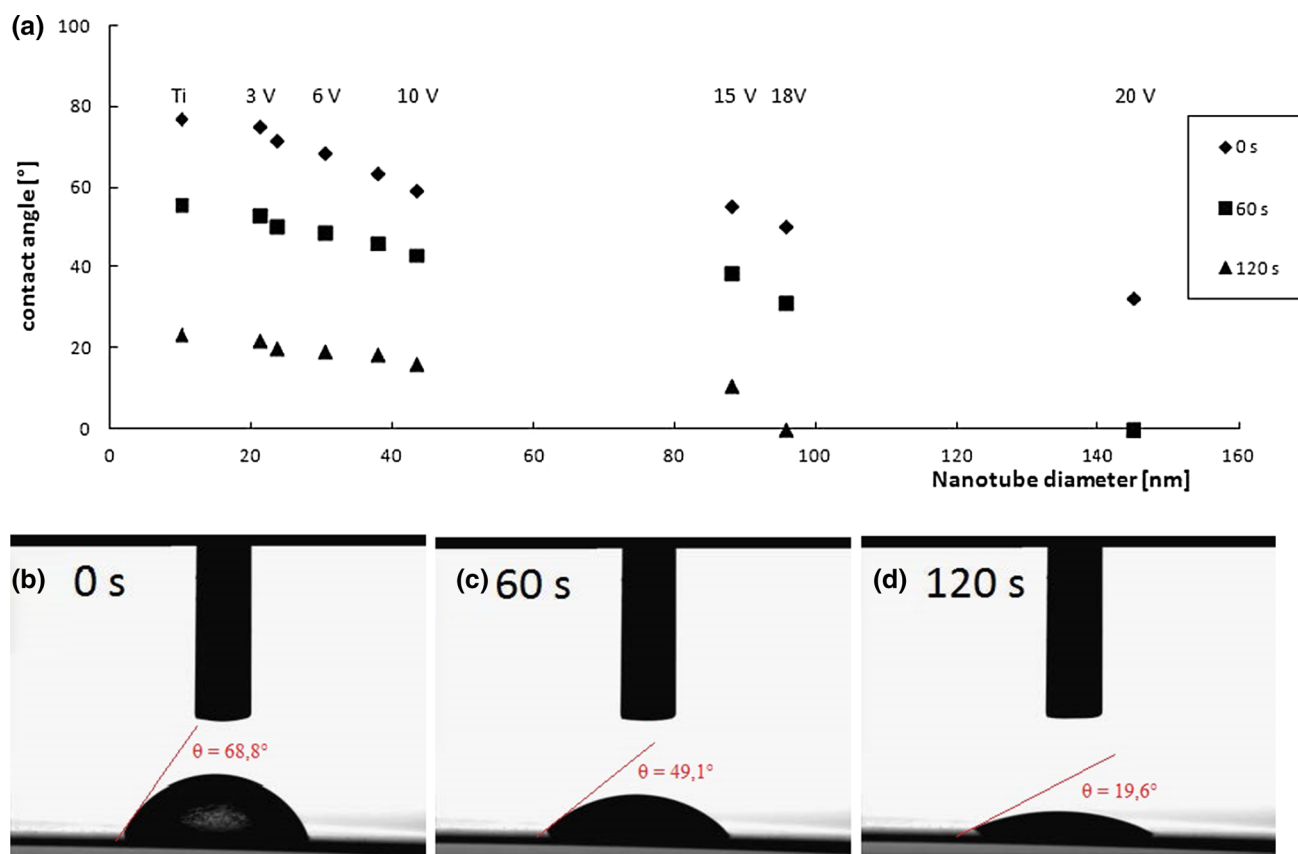 (a)
100
80
60
40
20
0
contact angle [°]
Ti 3 V 6 V 10 V 15 V 18V 20 V
0 s
60 s
120 s
0 20 40 60 80 100 120 140 160
Nanotube diameter [nm]
(b) 0 s
θ = 68,8°
(c) 60 s
θ = 49,1°
(d) 120 s
θ = 19,6°